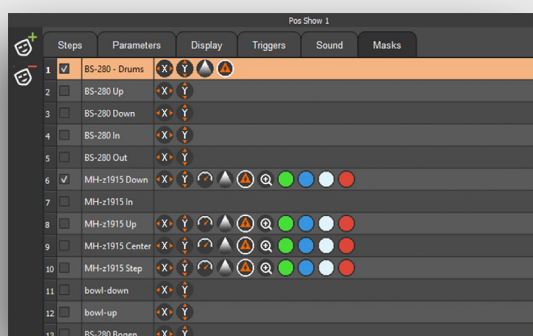 Pos Show 1
Steps Parameters Display Triggers Sound Masks
1 BS-280 - Drums X Y
2 BS-280 Up X Y
3 BS-280 Down X Y
4 BS-280 In X Y
5 BS-280 Out X Y
6 MH-z1915 Down X Y
7 MH-z1915 In
8 MH-z1915 Up X Y
9 MH-z1915 Center X Y
10 MH-z1915 Step X Y
11 bowl-down X Y
12 bowl-up X Y
13 BS-280 Bogen